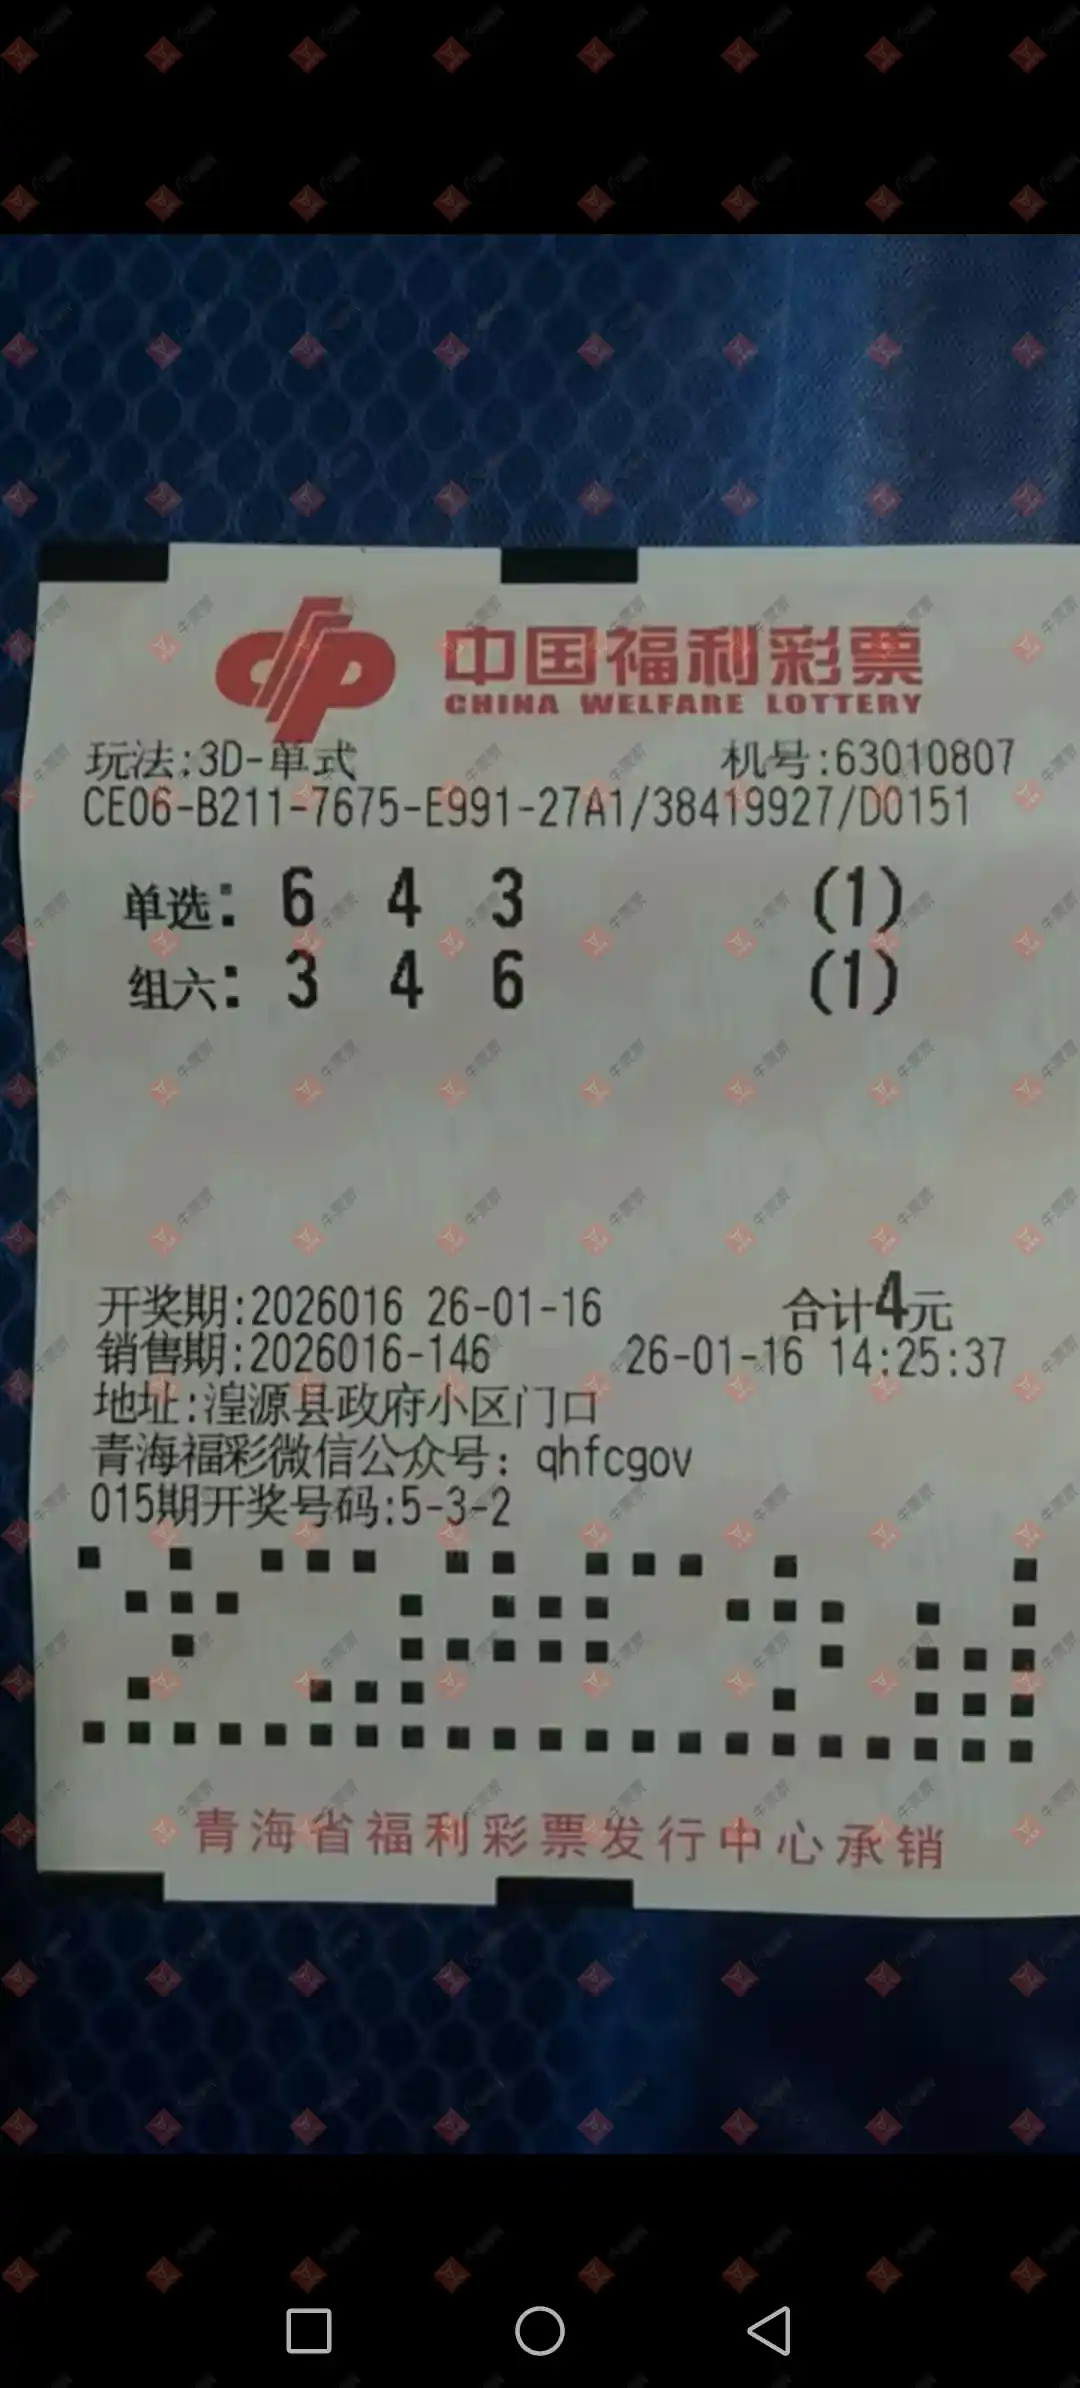 中国福利彩票
CHINA WELFARE LOTTERY
玩法:3D-单式 机号:63010807
CE06-B211-7675-E991-27A1/38419927/D0151
单选: 6 4 3 (1)
组六: 3 4 6 (1)
开奖期:2026016 26-01-16 合计4元
销售期:2026016-146 26-01-16 14:25:37
地址:湟源县政府小区门口
青海福彩微信公众号: qhfcgov
015期开奖号码:5-3-2
青海省福利彩票发行中心承销